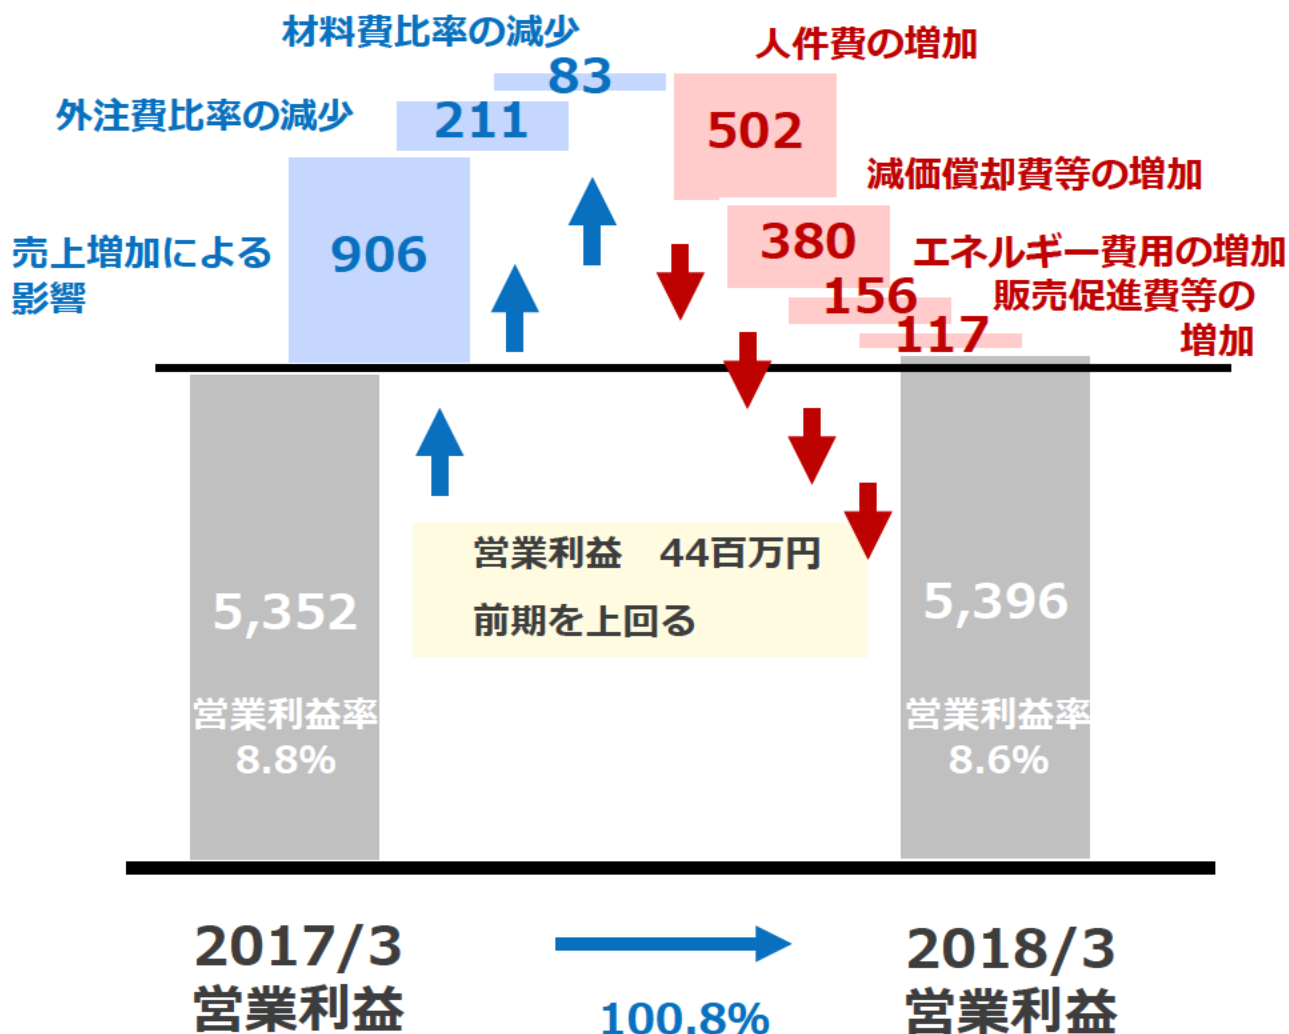 材料費比率の減少
83
人件費の増加
外注費比率の減少
211
502
減価償却費等の増加
売上増加による
影響
906
380
エネルギー費用の増加
156
販売促進費等の
増加
117
営業利益　44百万円
前期を上回る
5,352
営業利益率
8.8%
5,396
営業利益率
8.6%
2017/3
営業利益
100.8%
2018/3
営業利益